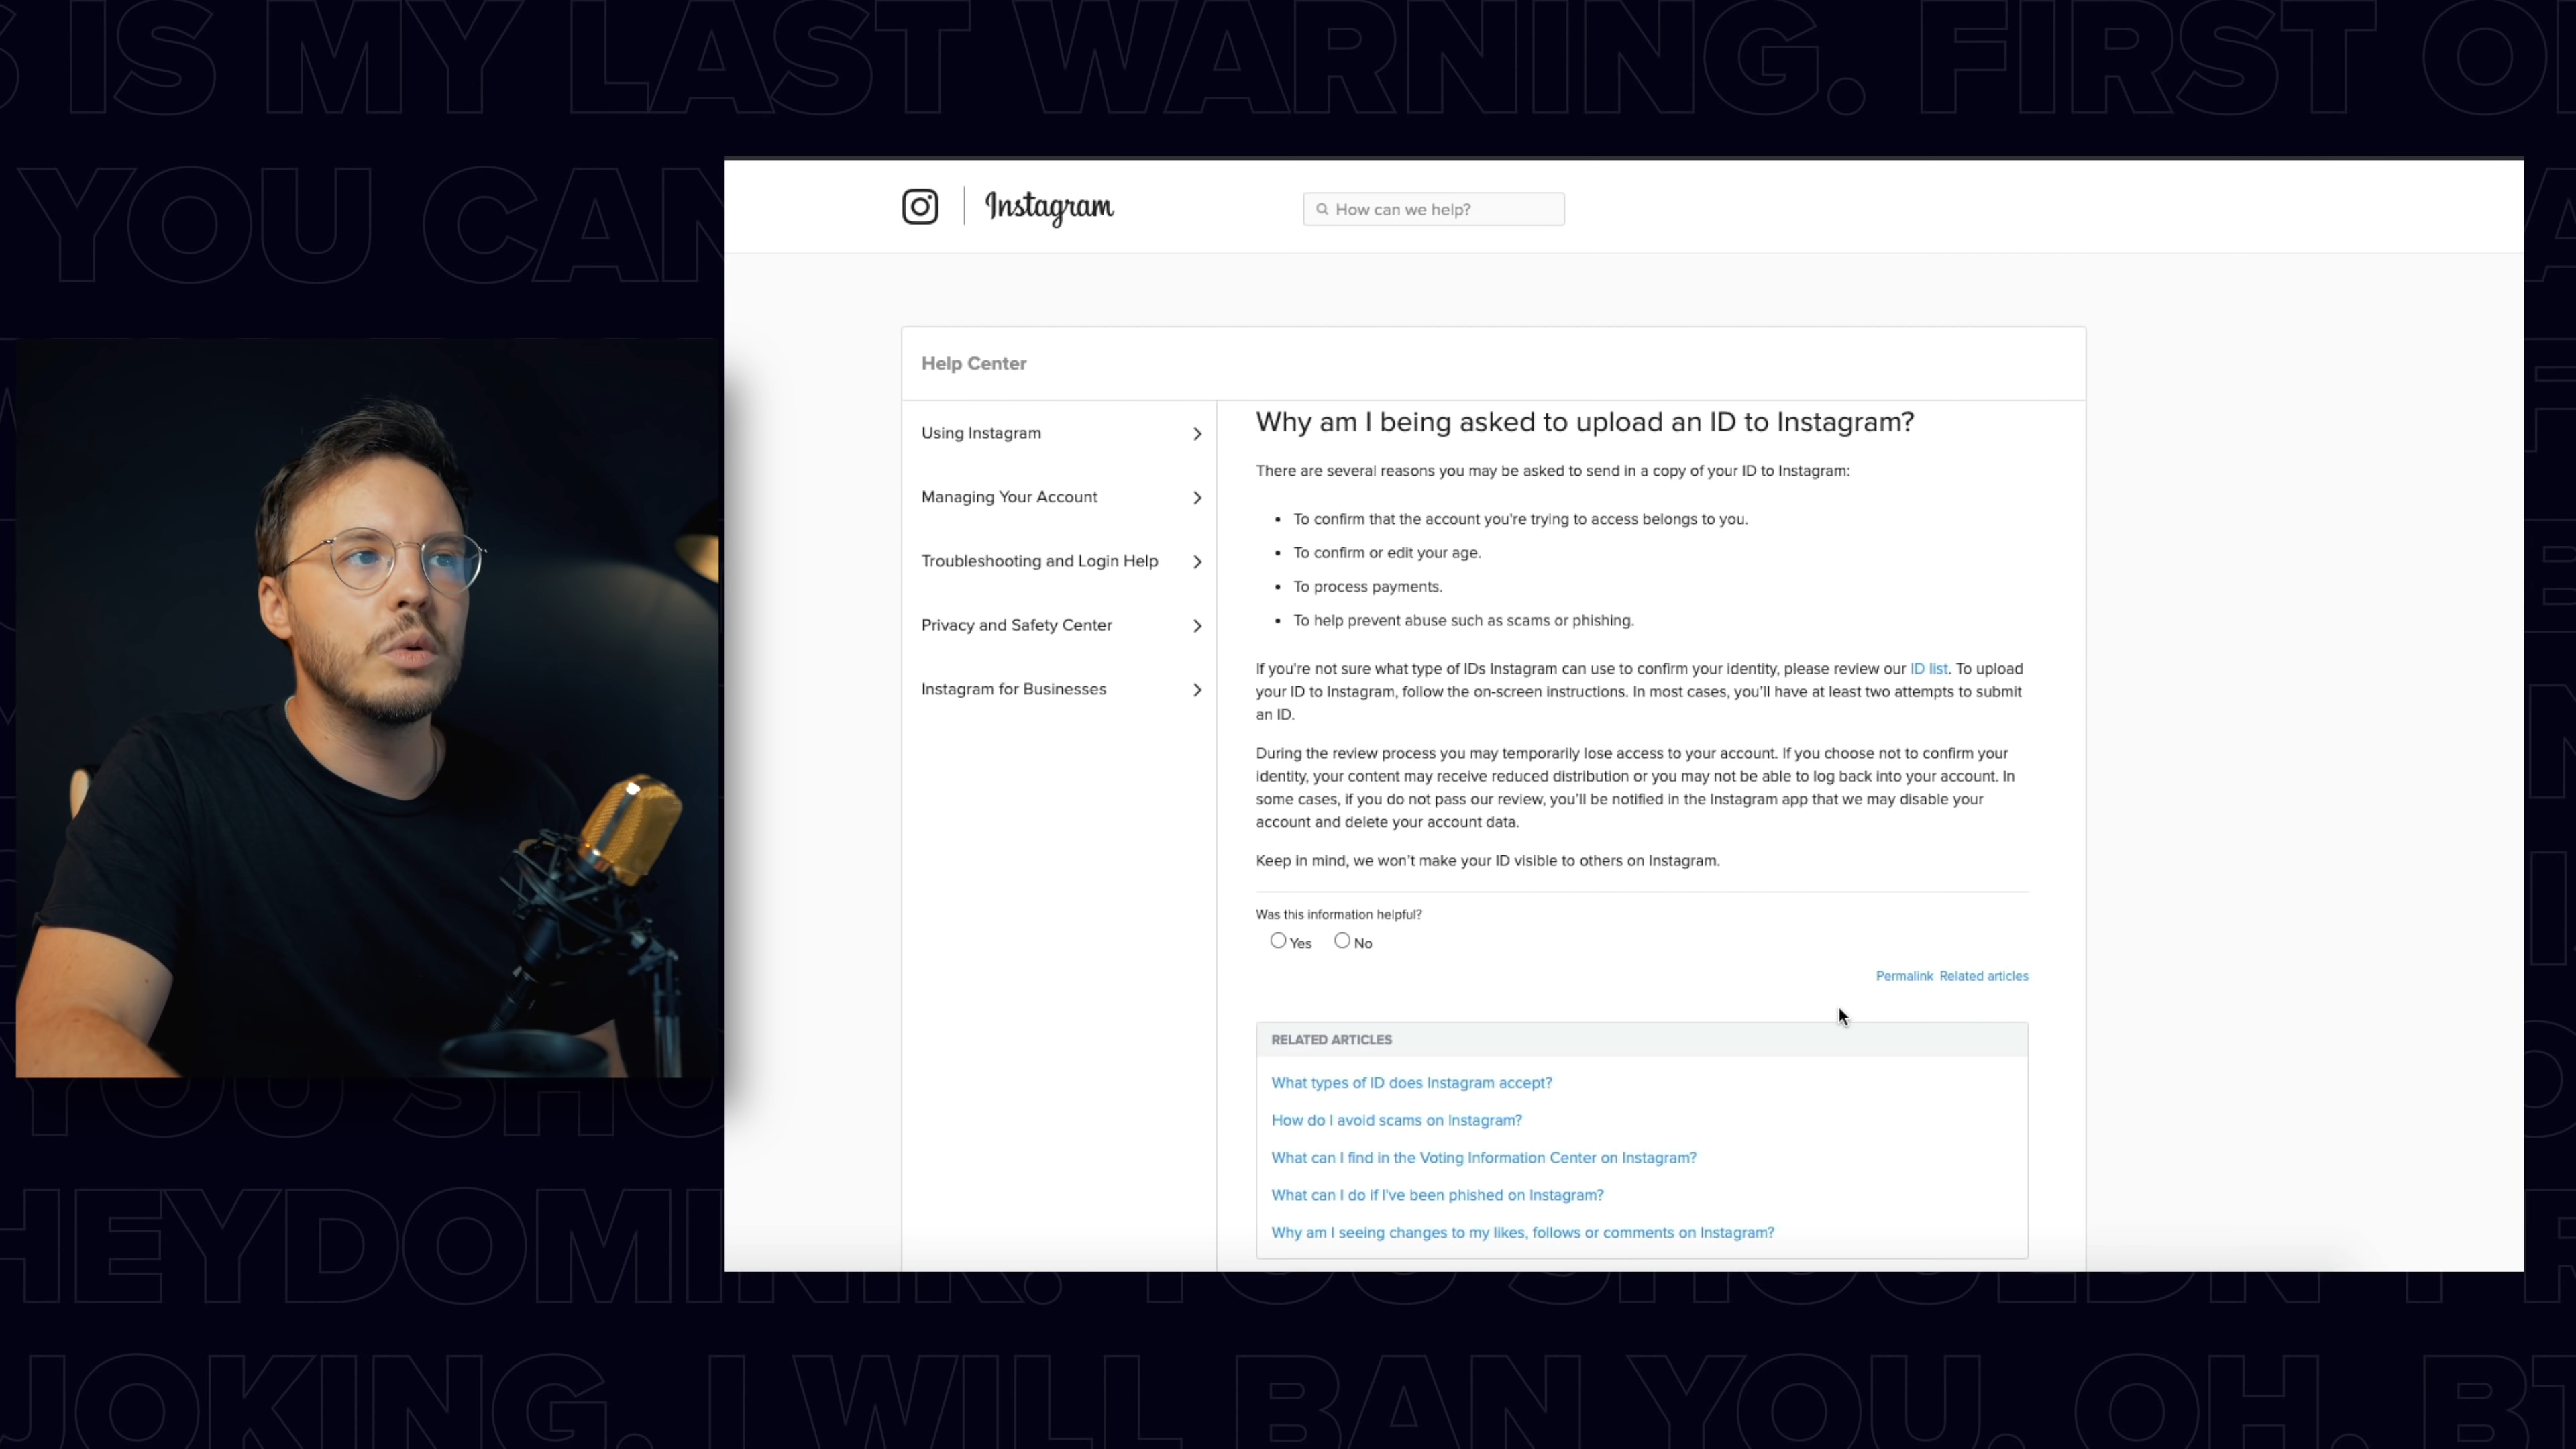 S IS MY LAST WARNING. FIRST O
YOU CAN
Instagram
How can we help?
Help Center
Using Instagram
Managing Your Account
Troubleshooting and Login Help
Privacy and Safety Center
Instagram for Businesses
Why am I being asked to upload an ID to Instagram?
There are several reasons you may be asked to send in a copy of your ID to Instagram:
• To confirm that the account you're trying to access belongs to you.
• To confirm or edit your age.
• To process payments.
• To help prevent abuse such as scams or phishing.
If you're not sure what type of IDs Instagram can use to confirm your identity, please review our ID list. To upload
your ID to Instagram, follow the on-screen instructions. In most cases, you'll have at least two attempts to submit
an ID.
During the review process you may temporarily lose access to your account. If you choose not to confirm your
identity, your content may receive reduced distribution or you may not be able to log back into your account. In
some cases, if you do not pass our review, you'll be notified in the Instagram app that we may disable your
account and delete your account data.
Keep in mind, we won't make your ID visible to others on Instagram.
Was this information helpful?
Yes No
Permalink Related articles
RELATED ARTICLES
What types of ID does Instagram accept?
How do I avoid scams on Instagram?
What can I find in the Voting Information Center on Instagram?
What can I do if I've been phished on Instagram?
Why am I seeing changes to my likes, follows or comments on Instagram?
YOU SHO
HEYDOMINIK. YOU SHOULDN'T
JOKING. I WILL BAN YOU. OH. BT